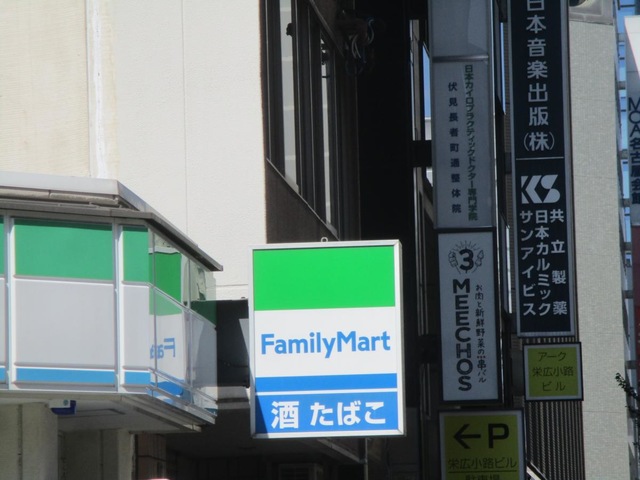 日本音楽出版(株)
KS
共立製薬
日本カルミック
サンアイビス
日本カイロプラクティックドクター専門学院
伏見長者町通整体院
3
MEECHOS
お肉と新鮮野菜の串バル
FamilyMart
酒 たばこ
アーク
栄広小路
ビル
←P
栄広小路ビル